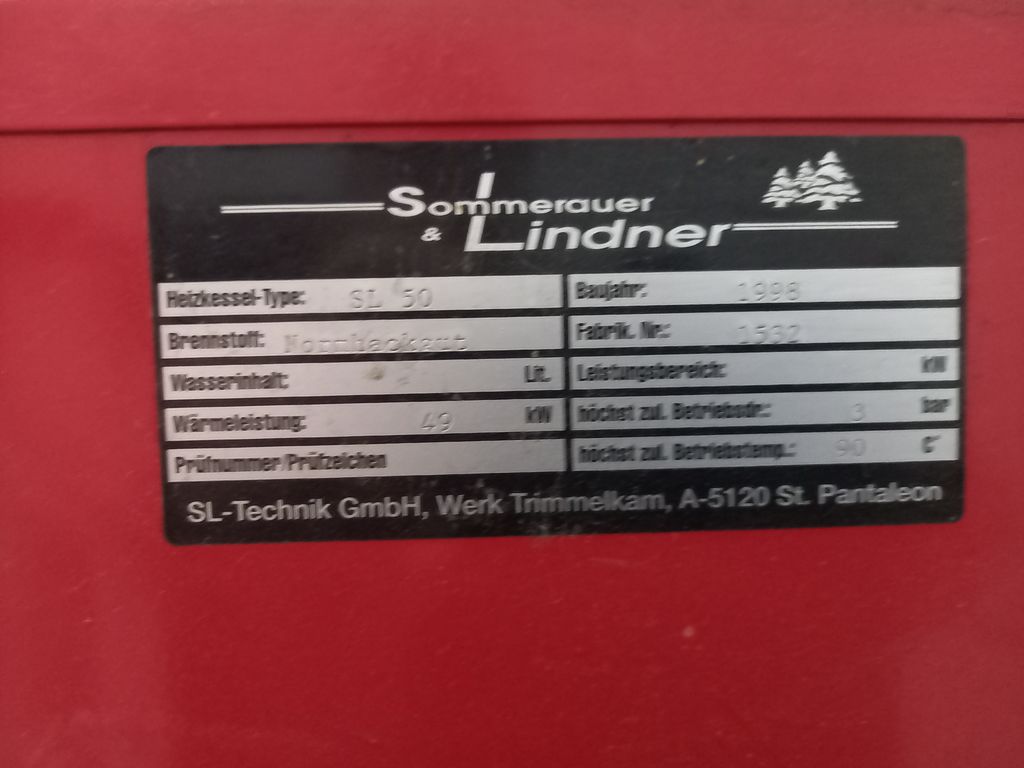 Sommerauer
& Lindner
Heizkessel-Type: SL 50
Baujahr: 1998
Brennstoff: Normhackgut
Fabrik. Nr.: 1532
Wasserinhalt: Lit.
Leistungsbereich: kW
Wärmeleistung: 49 kW
höchst zul. Betriebsdr.: 3 bar
Prüfnummer/Prüfzeichen
höchst zul. Betriebstemp.: 90 C°
SL-Technik GmbH, Werk Trimmelkam, A-5120 St. Pantaleon